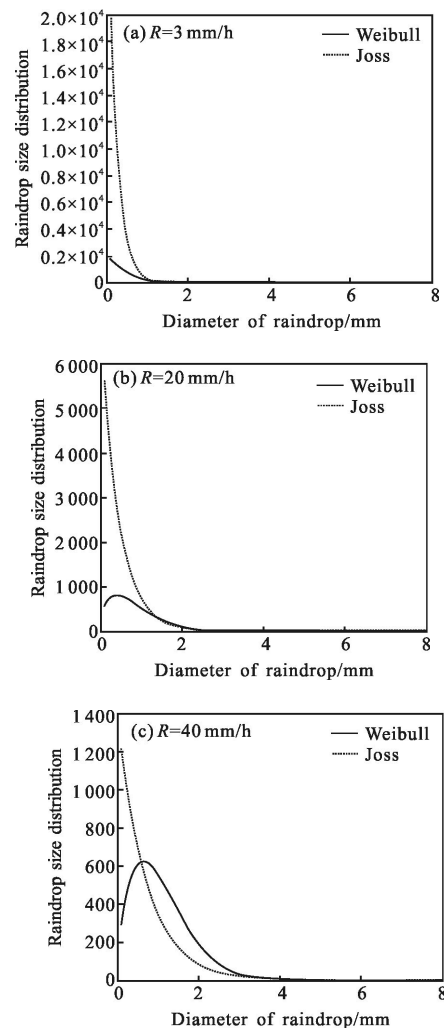 (a) R=3 mm/h
Weibull
Joss
Raindrop size distribution
2.0×10⁴
1.8×10⁴
1.6×10⁴
1.4×10⁴
1.2×10⁴
1.0×10⁴
0.8×10⁴
0.6×10⁴
0.4×10⁴
0.2×10⁴
0
0 2 4 6 8
Diameter of raindrop/mm
(b) R=20 mm/h
Weibull
Joss
Raindrop size distribution
6 000
5 000
4 000
3 000
2 000
1 000
0
0 2 4 6 8
Diameter of raindrop/mm
(c) R=40 mm/h
Weibull
Joss
Raindrop size distribution
1 400
1 200
1 000
800
600
400
200
0
0 2 4 6 8
Diameter of raindrop/mm